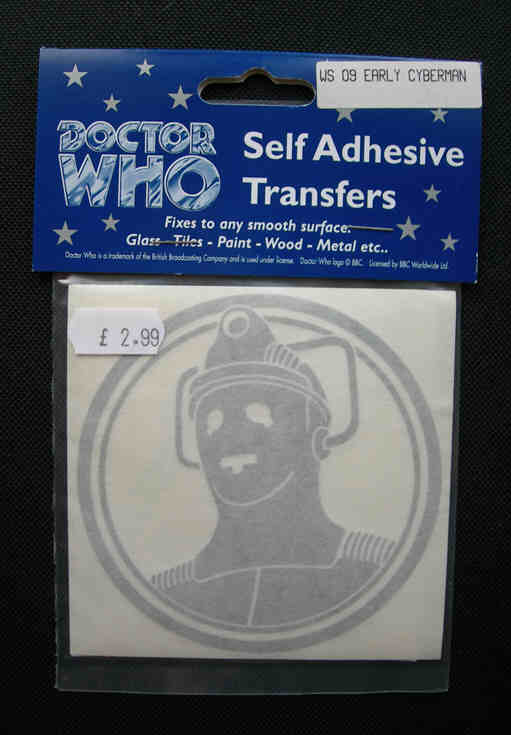 WS 09 EARLY CYBERMAN
DOCTOR WHO
Self Adhesive
Transfers
Fixes to any smooth surface.
Glass - Tiles - Paint - Wood - Metal etc..
Doctor Who is a trademark of the British Broadcasting Company and is used under license. Doctor Who logo © BBC. Licensed by BBC Worldwide Ltd
£ 2.99